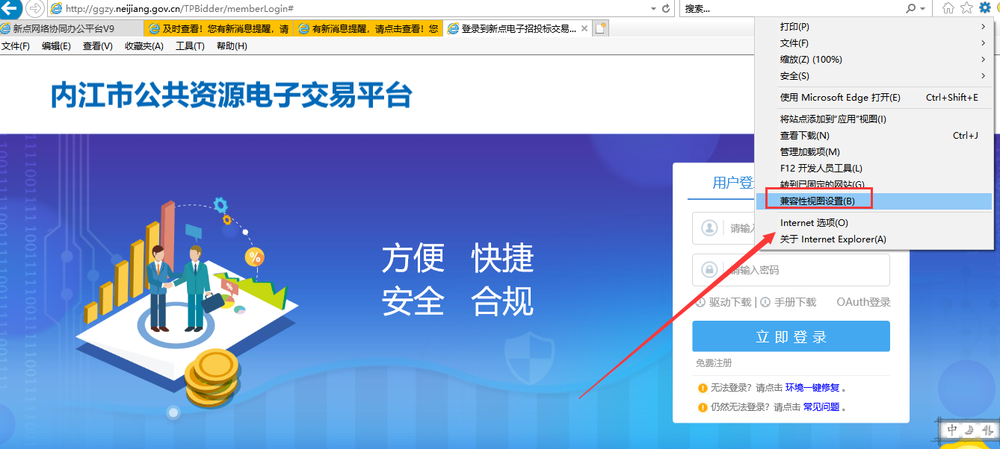 http://ggzy.neijiang.gov.cn/TPBidder/memberLogin#
搜索...
新点网络协同办公平台V9
及时查看！您有新消息提醒，请
有新消息提醒，请点击查看！您
登录到新点电子招投标交易...
文件(F) 编辑(E) 查看(V) 收藏夹(A) 工具(T) 帮助(H)
内江市公共资源电子交易平台
打印(P)
文件(F)
缩放(Z) (100%)
安全(S)
使用 Microsoft Edge 打开(E) Ctrl+Shift+E
将站点添加到“应用”视图(I)
查看下载(N) Ctrl+J
管理加载项(M)
F12 开发人员工具(L)
转到已固定的网站(G)
兼容性视图设置(B)
Internet 选项(O)
关于 Internet Explorer(A)
方便 快捷
安全 合规
%
%
用户登
请输入
请输入密码
驱动下载 | 手册下载 OAuth登录
立即登录
免费注册
无法登录？请点击 环境一键修复 。
仍然无法登录？请点击 常见问题 。
中